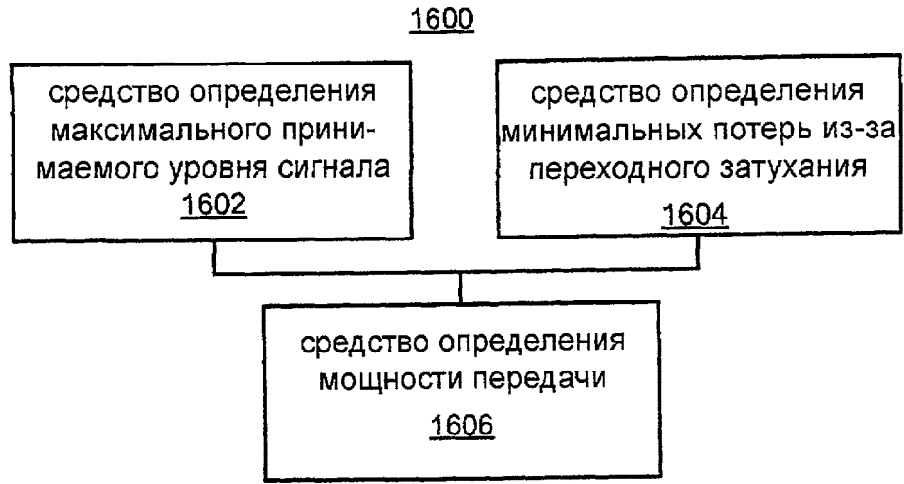 1600
средство определения
максимального прини-
маемого уровня сигнала
1602
средство определения
минимальных потерь из-за
переходного затухания
1604
средство определения
мощности передачи
1606